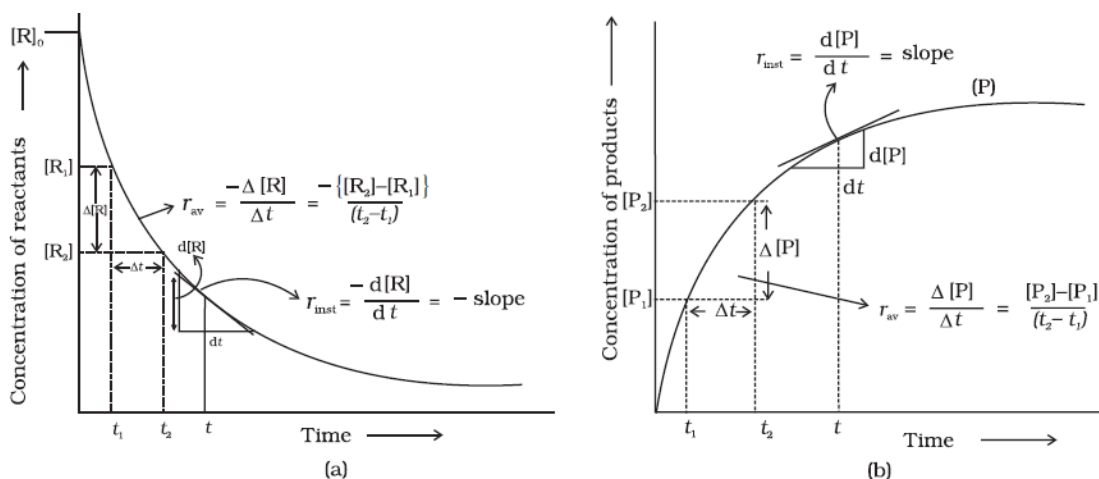 [R]₀
Concentration of reactants
[R₁]
Δ[R]
[R₂]
Δt
r_av = −Δ [R] / Δt = −{[R₂]–[R₁]} / (t₂–t₁)
d[R]
r_inst = − d[R] / dt = − slope
dt
t₁
t₂
t
Time
(a)
Concentration of products
r_inst = d[P] / dt = slope
(P)
d[P]
dt
[P₂]
Δ [P]
[P₁]
Δt
r_av = Δ [P] / Δt = [P₂]–[P₁] / (t₂– t₁)
t₁
t₂
t
Time
(b)